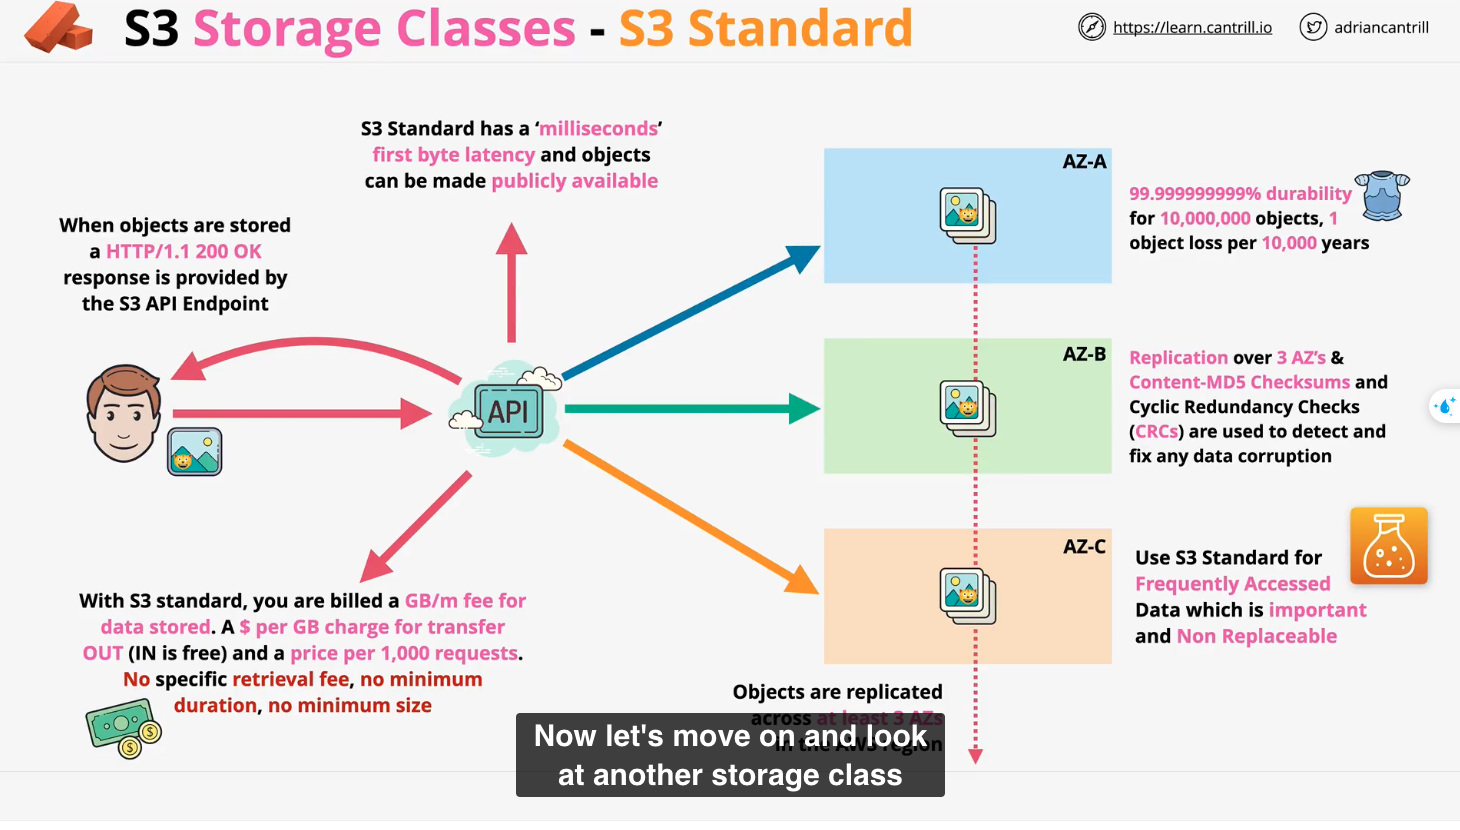 S3 Storage Classes - S3 Standard
https://learn.cantrill.io
adriancantrill
S3 Standard has a ‘milliseconds’
first byte latency and objects
can be made publicly available
When objects are stored
a HTTP/1.1 200 OK
response is provided by
the S3 API Endpoint
API
With S3 standard, you are billed a GB/m fee for
data stored. A $ per GB charge for transfer
OUT (IN is free) and a price per 1,000 requests.
No specific retrieval fee, no minimum
duration, no minimum size
AZ-A
99.999999999% durability
for 10,000,000 objects, 1
object loss per 10,000 years
AZ-B
Replication over 3 AZ’s &
Content-MD5 Checksums and
Cyclic Redundancy Checks
(CRCs) are used to detect and
fix any data corruption
AZ-C
Use S3 Standard for
Frequently Accessed
Data which is important
and Non Replaceable
Objects are replicated
across at least 3 AZs
in the AWS region
Now let's move on and look
at another storage class